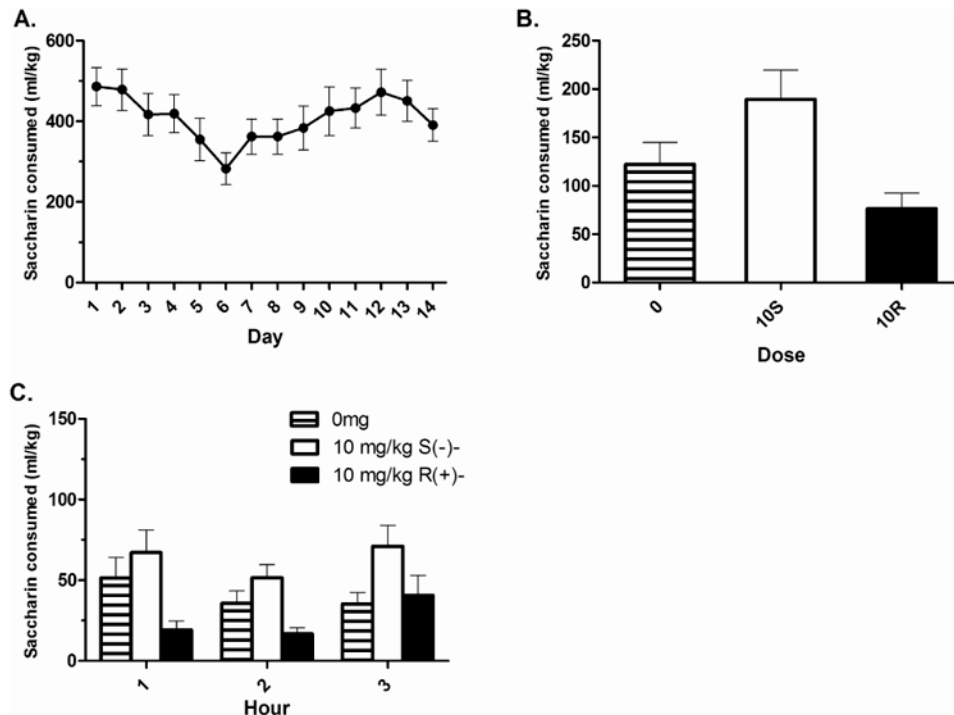 A.
Saccharin consumed (ml/kg)
600
400
200
0
1 2 3 4 5 6 7 8 9 10 11 12 13 14
Day
B.
Saccharin consumed (ml/kg)
250
200
150
100
50
0
0 10S 10R
Dose
C.
Saccharin consumed (ml/kg)
150
100
50
0
0mg
10 mg/kg S(-)-
10 mg/kg R(+)-
1 2 3
Hour